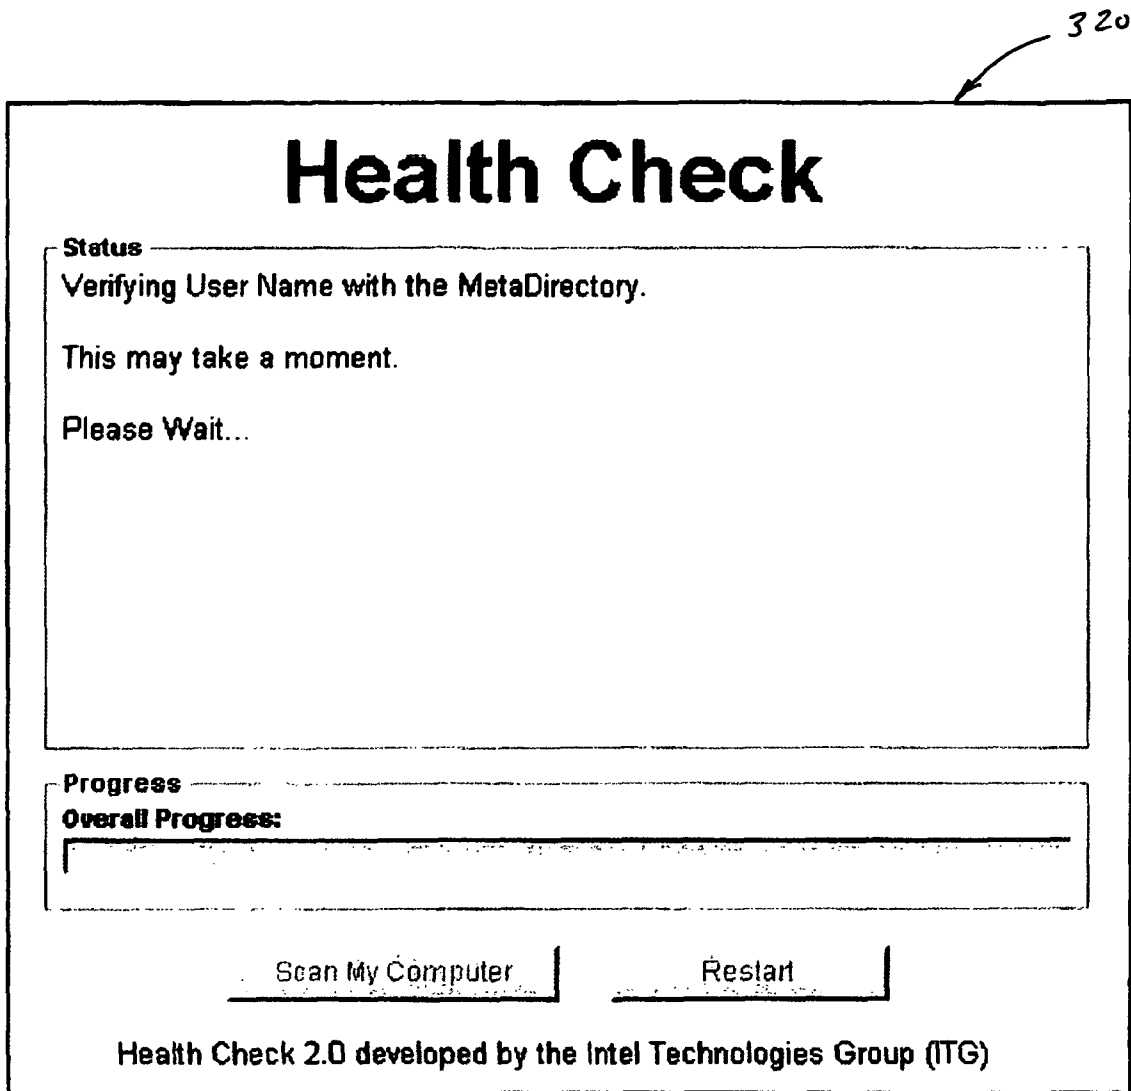 320
Health Check
Status
Verifying User Name with the MetaDirectory.
This may take a moment.
Please Wait...
Progress
Overall Progress:
Scan My Computer
Restart
Health Check 2.0 developed by the Intel Technologies Group (ITG)